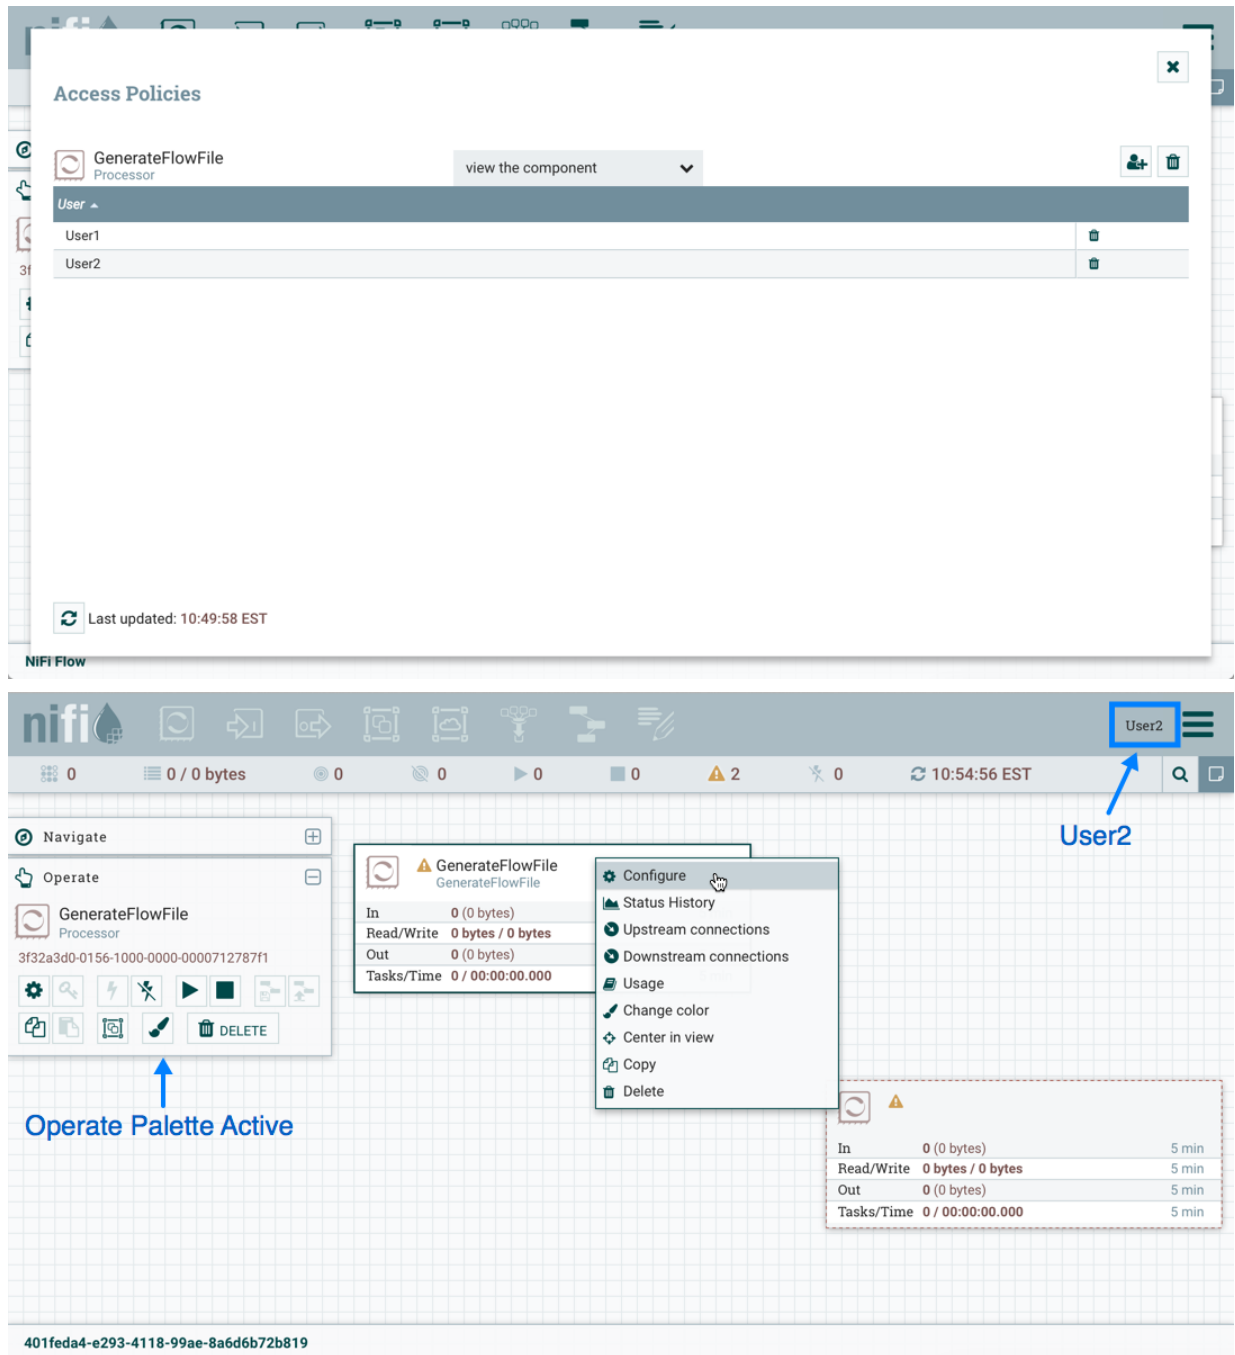 Access Policies
GenerateFlowFile
Processor
view the component
User
User1
User2
Last updated: 10:49:58 EST
NiFi Flow
nifi
User2
0
0 / 0 bytes
0
0
0
0
2
0
10:54:56 EST
User2
Navigate
Operate
GenerateFlowFile
Processor
3f32a3d0-0156-1000-0000-0000712787f1
DELETE
Operate Palette Active
GenerateFlowFile
GenerateFlowFile
In 0 (0 bytes)
Read/Write 0 bytes / 0 bytes
Out 0 (0 bytes)
Tasks/Time 0 / 00:00:00.000
Configure
Status History
Upstream connections
Downstream connections
Usage
Change color
Center in view
Copy
Delete
In 0 (0 bytes) 5 min
Read/Write 0 bytes / 0 bytes 5 min
Out 0 (0 bytes) 5 min
Tasks/Time 0 / 00:00:00.000 5 min
401feda4-e293-4118-99ae-8a6d6b72b819